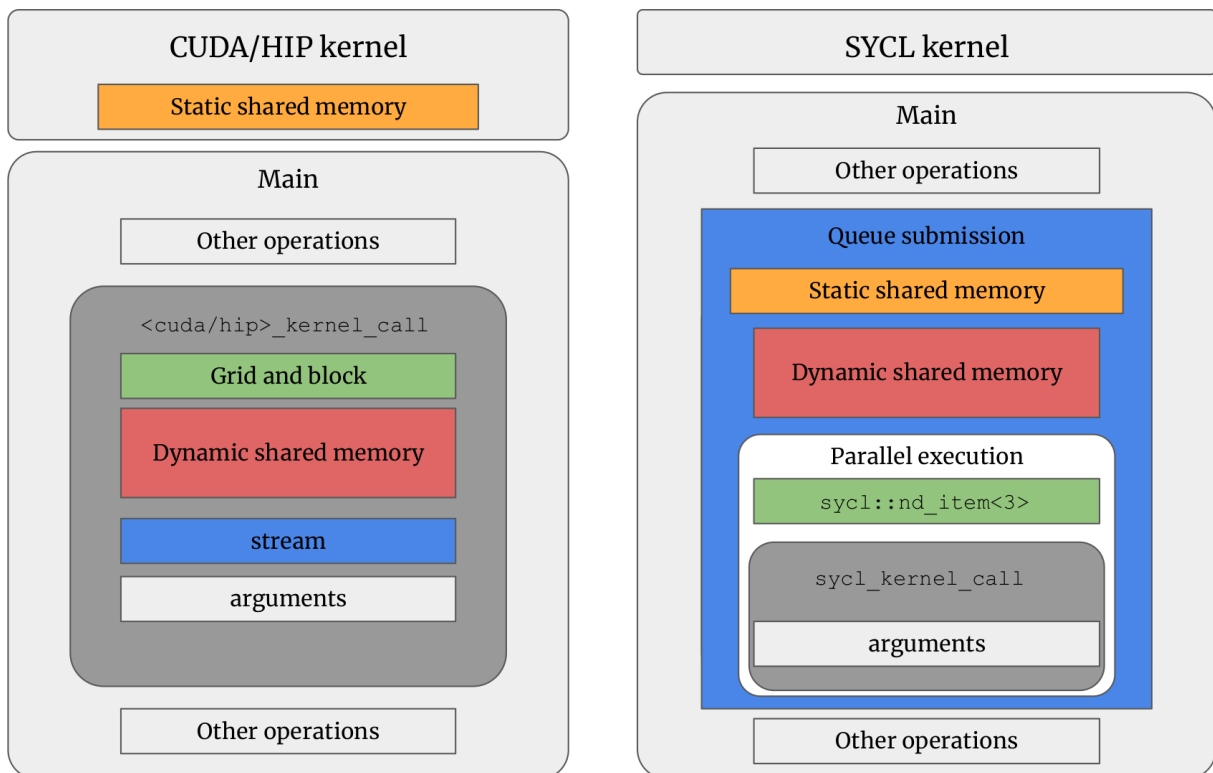 CUDA/HIP kernel
Static shared memory
Main
Other operations
<cuda/hip>_kernel_call
Grid and block
Dynamic shared memory
stream
arguments
Other operations
SYCL kernel
Main
Other operations
Queue submission
Static shared memory
Dynamic shared memory
Parallel execution
sycl::nd_item<3>
sycl_kernel_call
arguments
Other operations